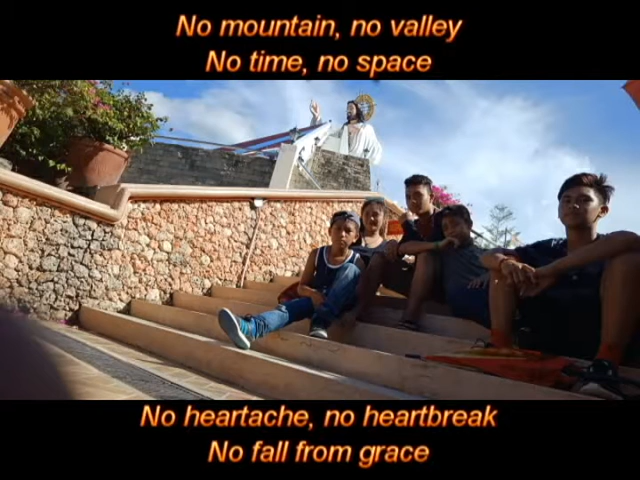 No mountain, no valley
No time, no space
No heartache, no heartbreak
No fall from grace